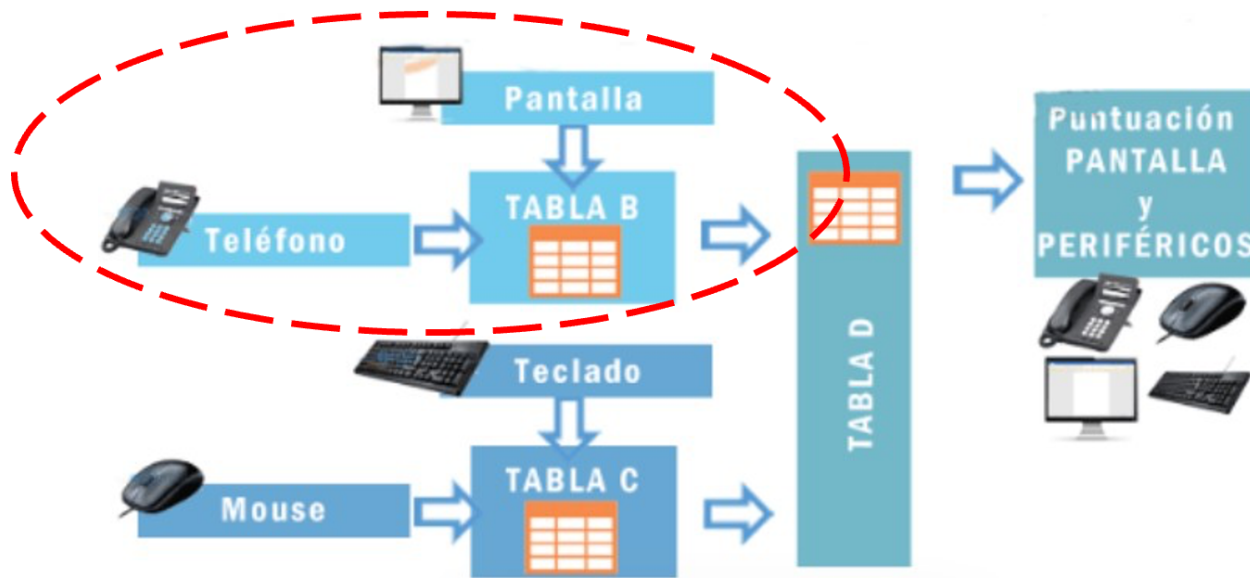 Pantalla
TABLA B
Teléfono
Teclado
TABLA C
Mouse
TABLA D
Puntuación
PANTALLA
y
PERIFÉRICOS